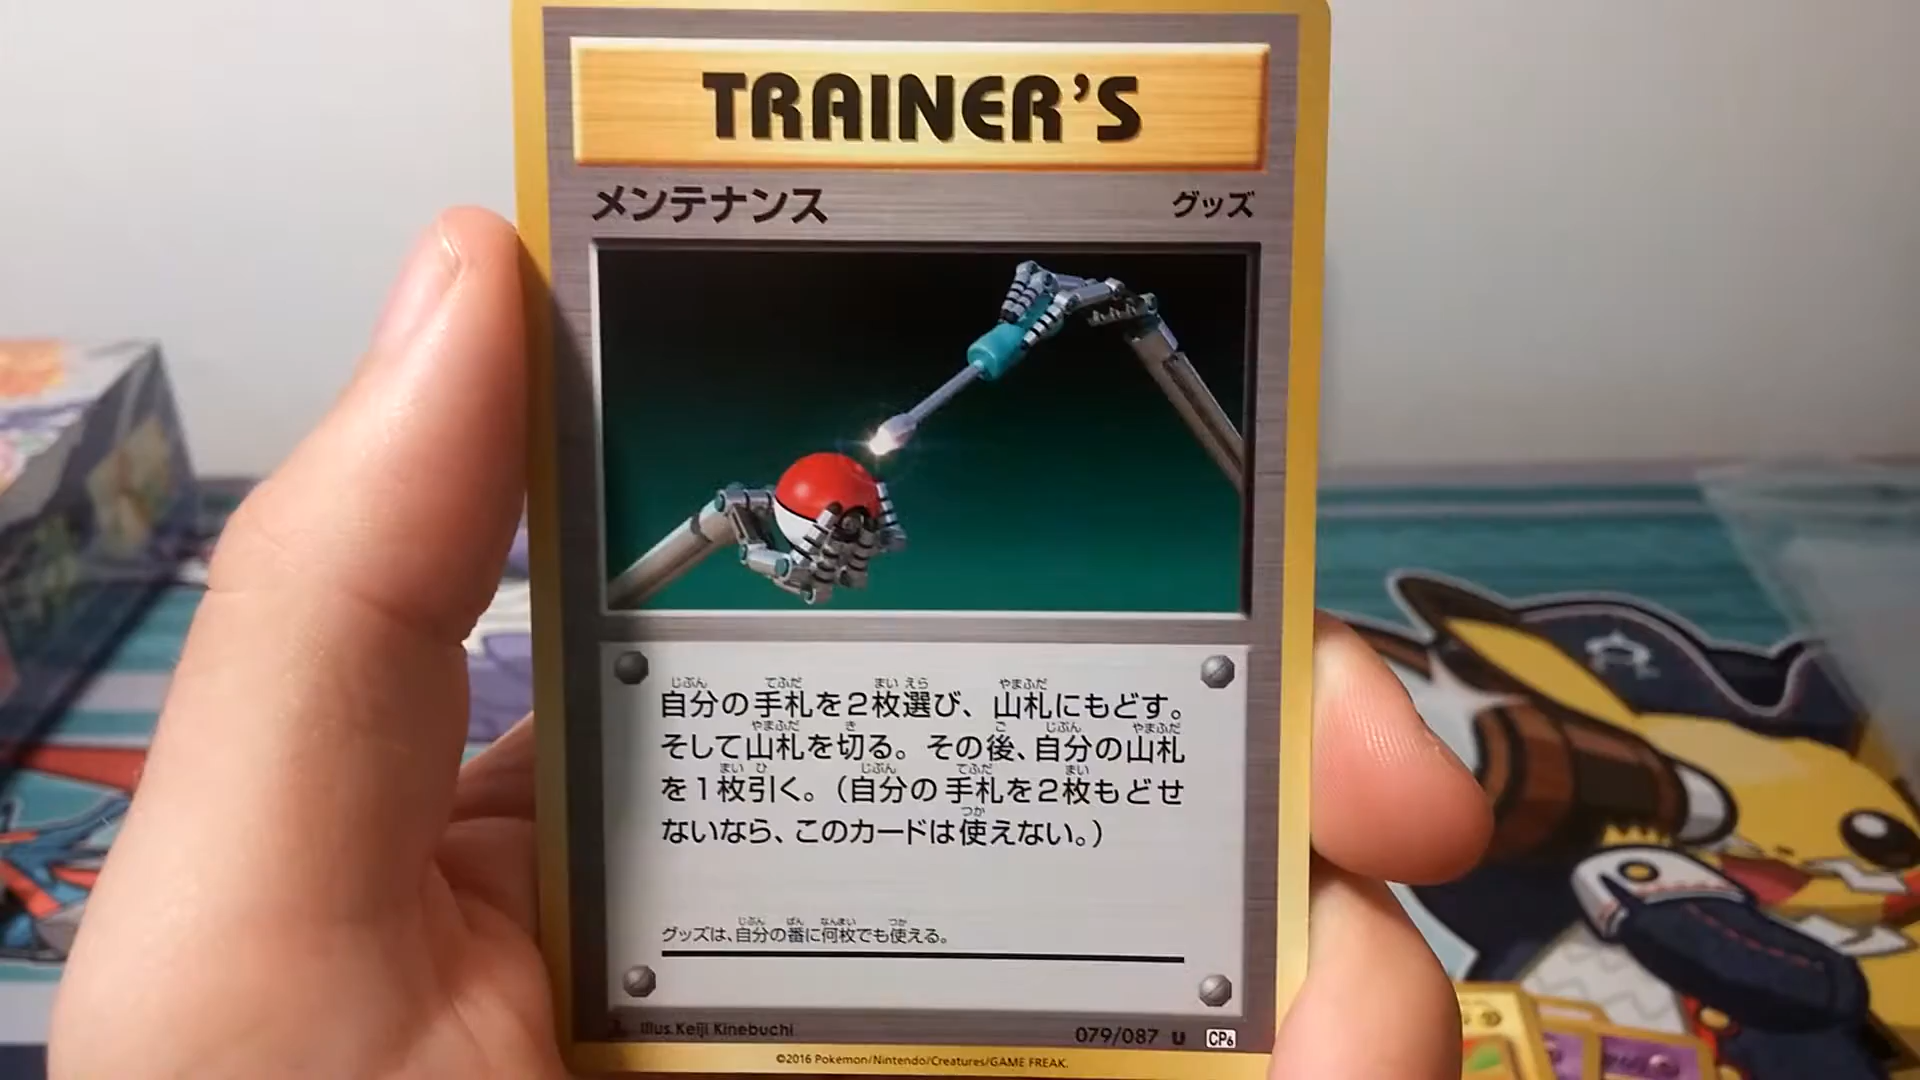 TRAINER'S
メンテナンス
グッズ
自分の手札を2枚選び、山札にもどす。
そして山札を切る。その後、自分の山札
を1枚引く。(自分の手札を2枚もどせ
ないなら、このカードは使えない。)
グッズは、自分の番に何枚でも使える。
Illus. Keiji Kinebuchi
079/087 U CP6
©2016 Pokémon/Nintendo/Creatures/GAME FREAK.